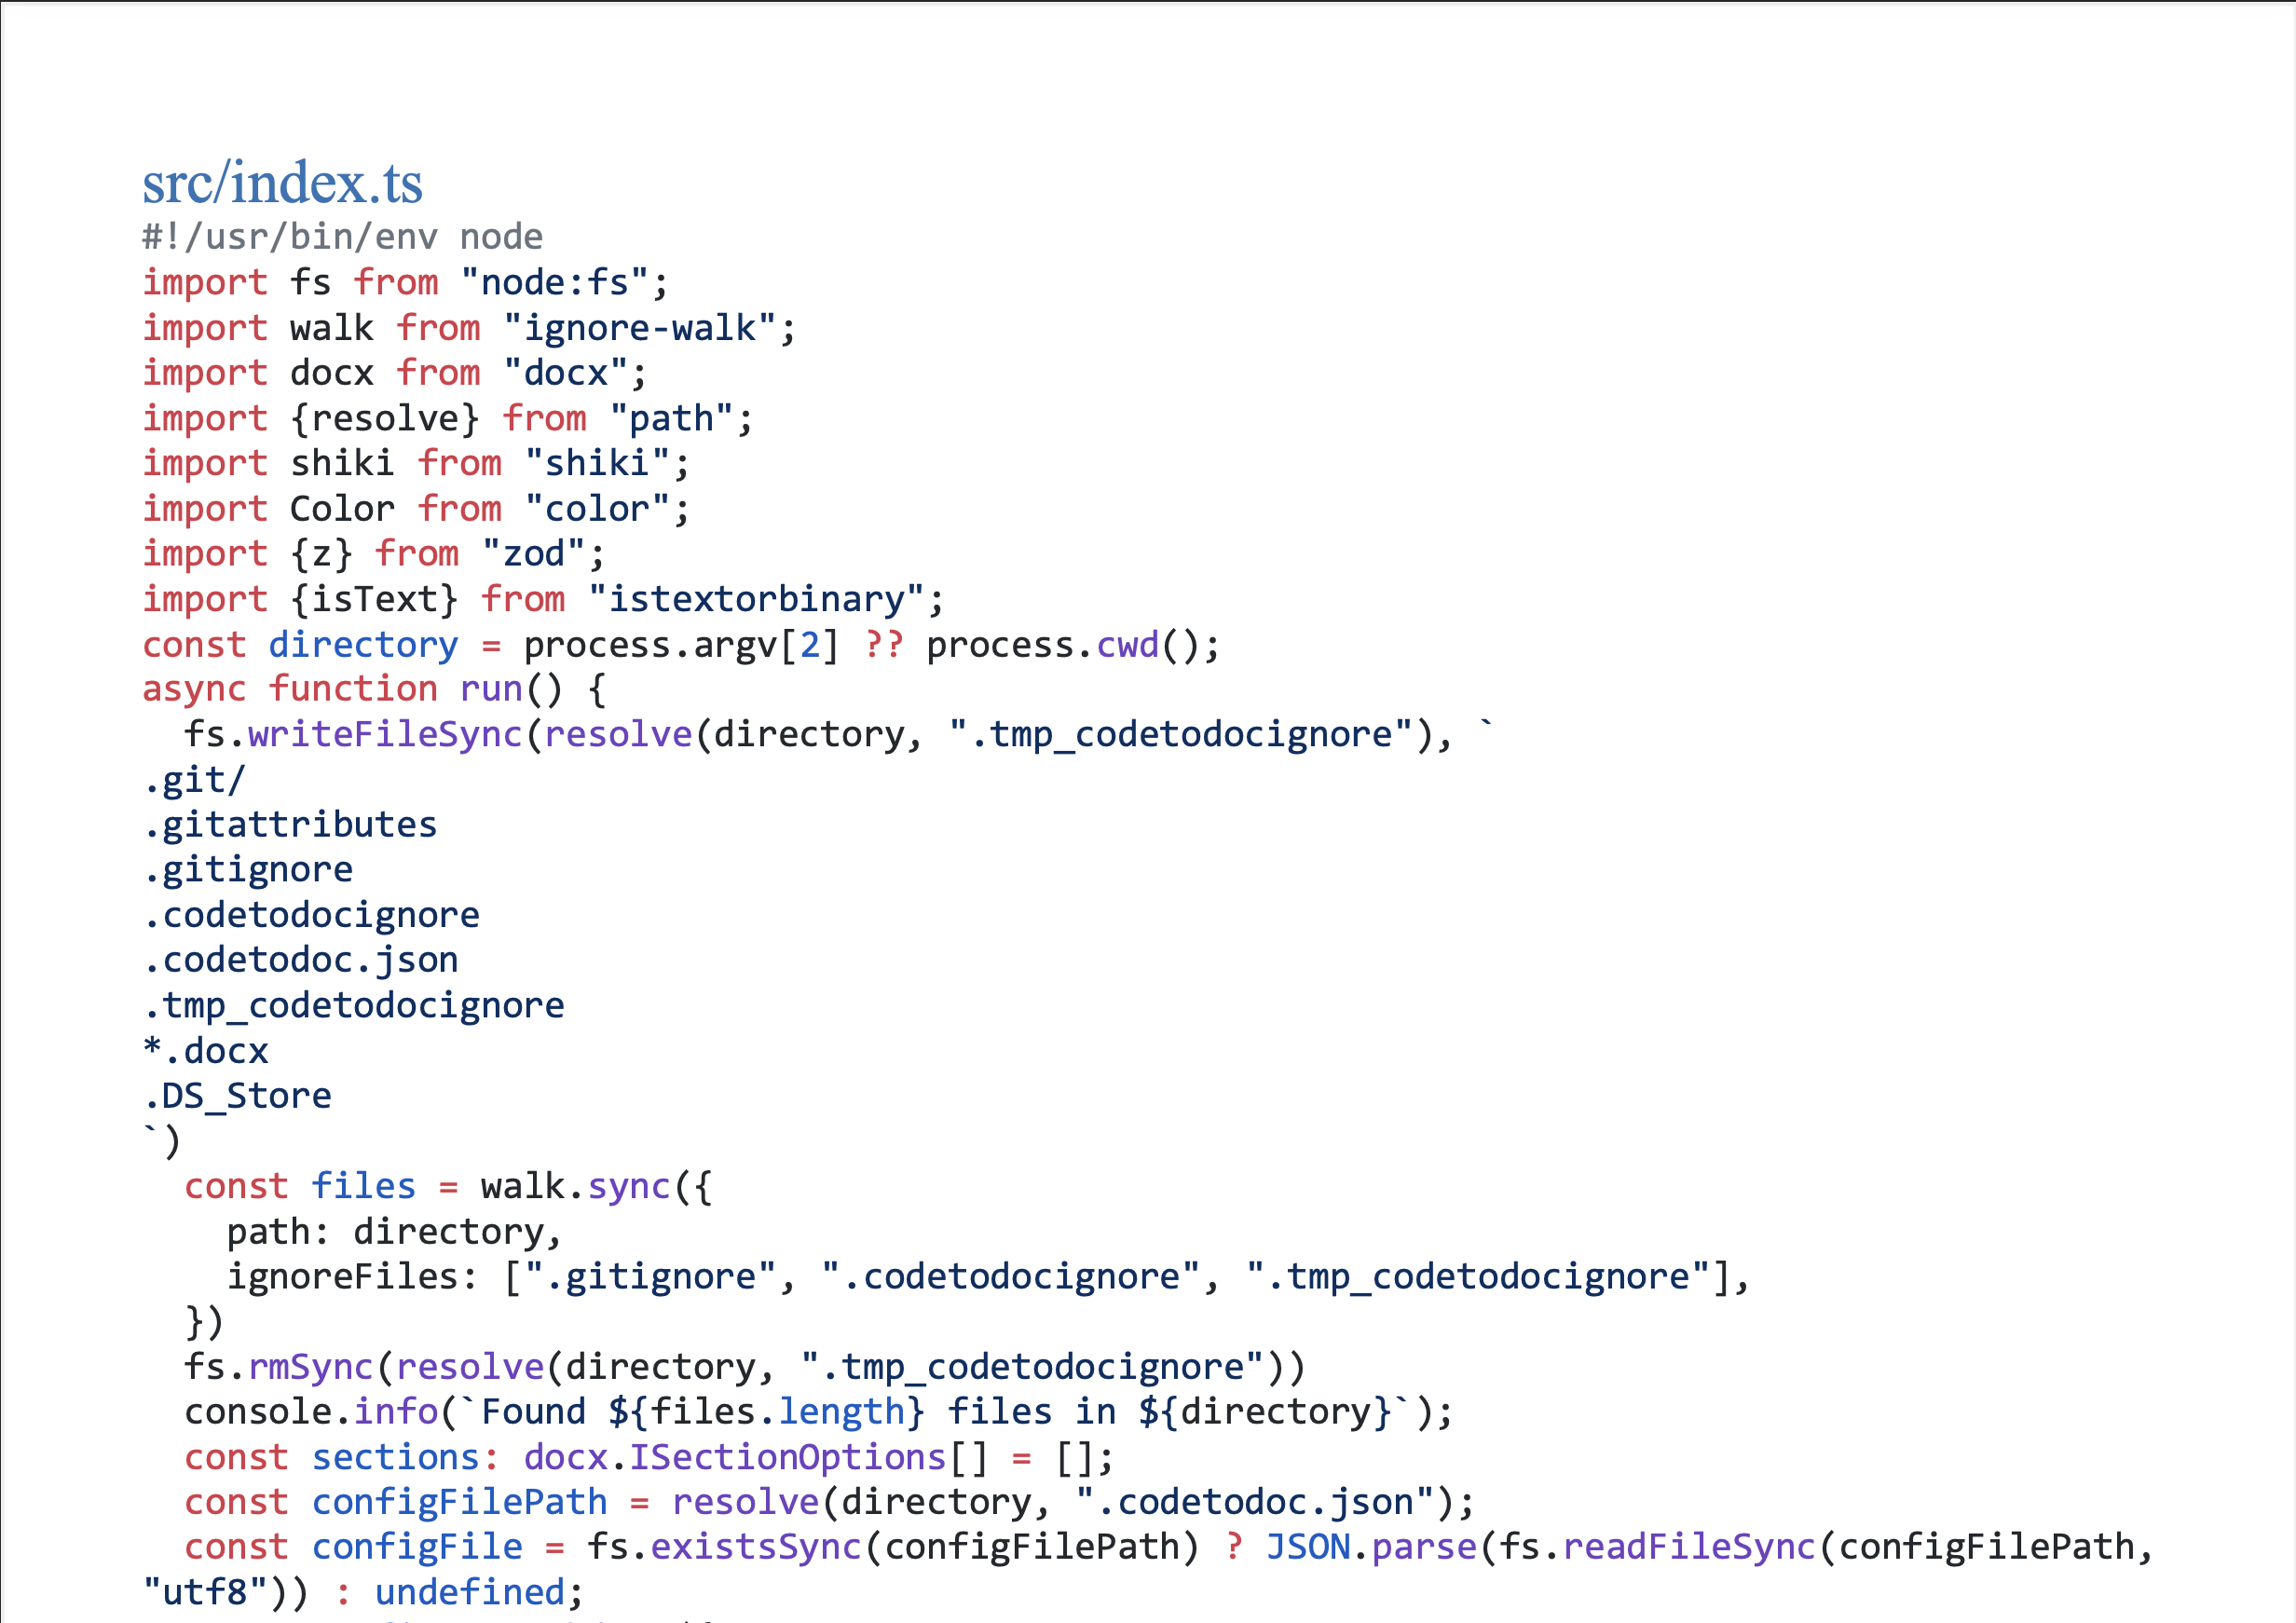 src/index.ts
#!/usr/bin/env node
import fs from "node:fs";
import walk from "ignore-walk";
import docx from "docx";
import {resolve} from "path";
import shiki from "shiki";
import Color from "color";
import {z} from "zod";
import {isText} from "istextorbinary";
const directory = process.argv[2] ?? process.cwd();
async function run() {
  fs.writeFileSync(resolve(directory, ".tmp_codetodocignore"), `
.git/
.gitattributes
.gitignore
.codetodocignore
.codetodoc.json
.tmp_codetodocignore
*.docx
.DS_Store
`)
  const files = walk.sync({
    path: directory,
    ignoreFiles: [".gitignore", ".codetodocignore", ".tmp_codetodocignore"],
  })
  fs.rmSync(resolve(directory, ".tmp_codetodocignore"))
  console.info(`Found ${files.length} files in ${directory}`);
  const sections: docx.ISectionOptions[] = [];
  const configFilePath = resolve(directory, ".codetodoc.json");
  const configFile = fs.existsSync(configFilePath) ? JSON.parse(fs.readFileSync(configFilePath,
"utf8")) : undefined;